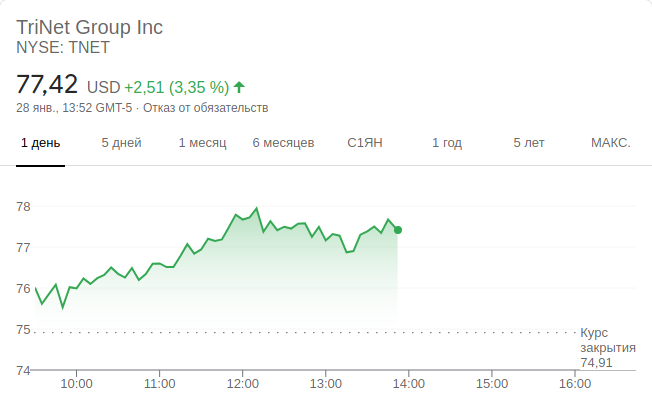 TriNet Group Inc
NYSE: TNET
77,42 USD +2,51 (3,35 %)
28 янв., 13:52 GMT-5 · Отказ от обязательств
1 день 5 дней 1 месяц 6 месяцев С1ЯН 1 год 5 лет МАКС.
78
77
76
75
Курс
закрытия
74,91
74
10:00 11:00 12:00 13:00 14:00 15:00 16:00